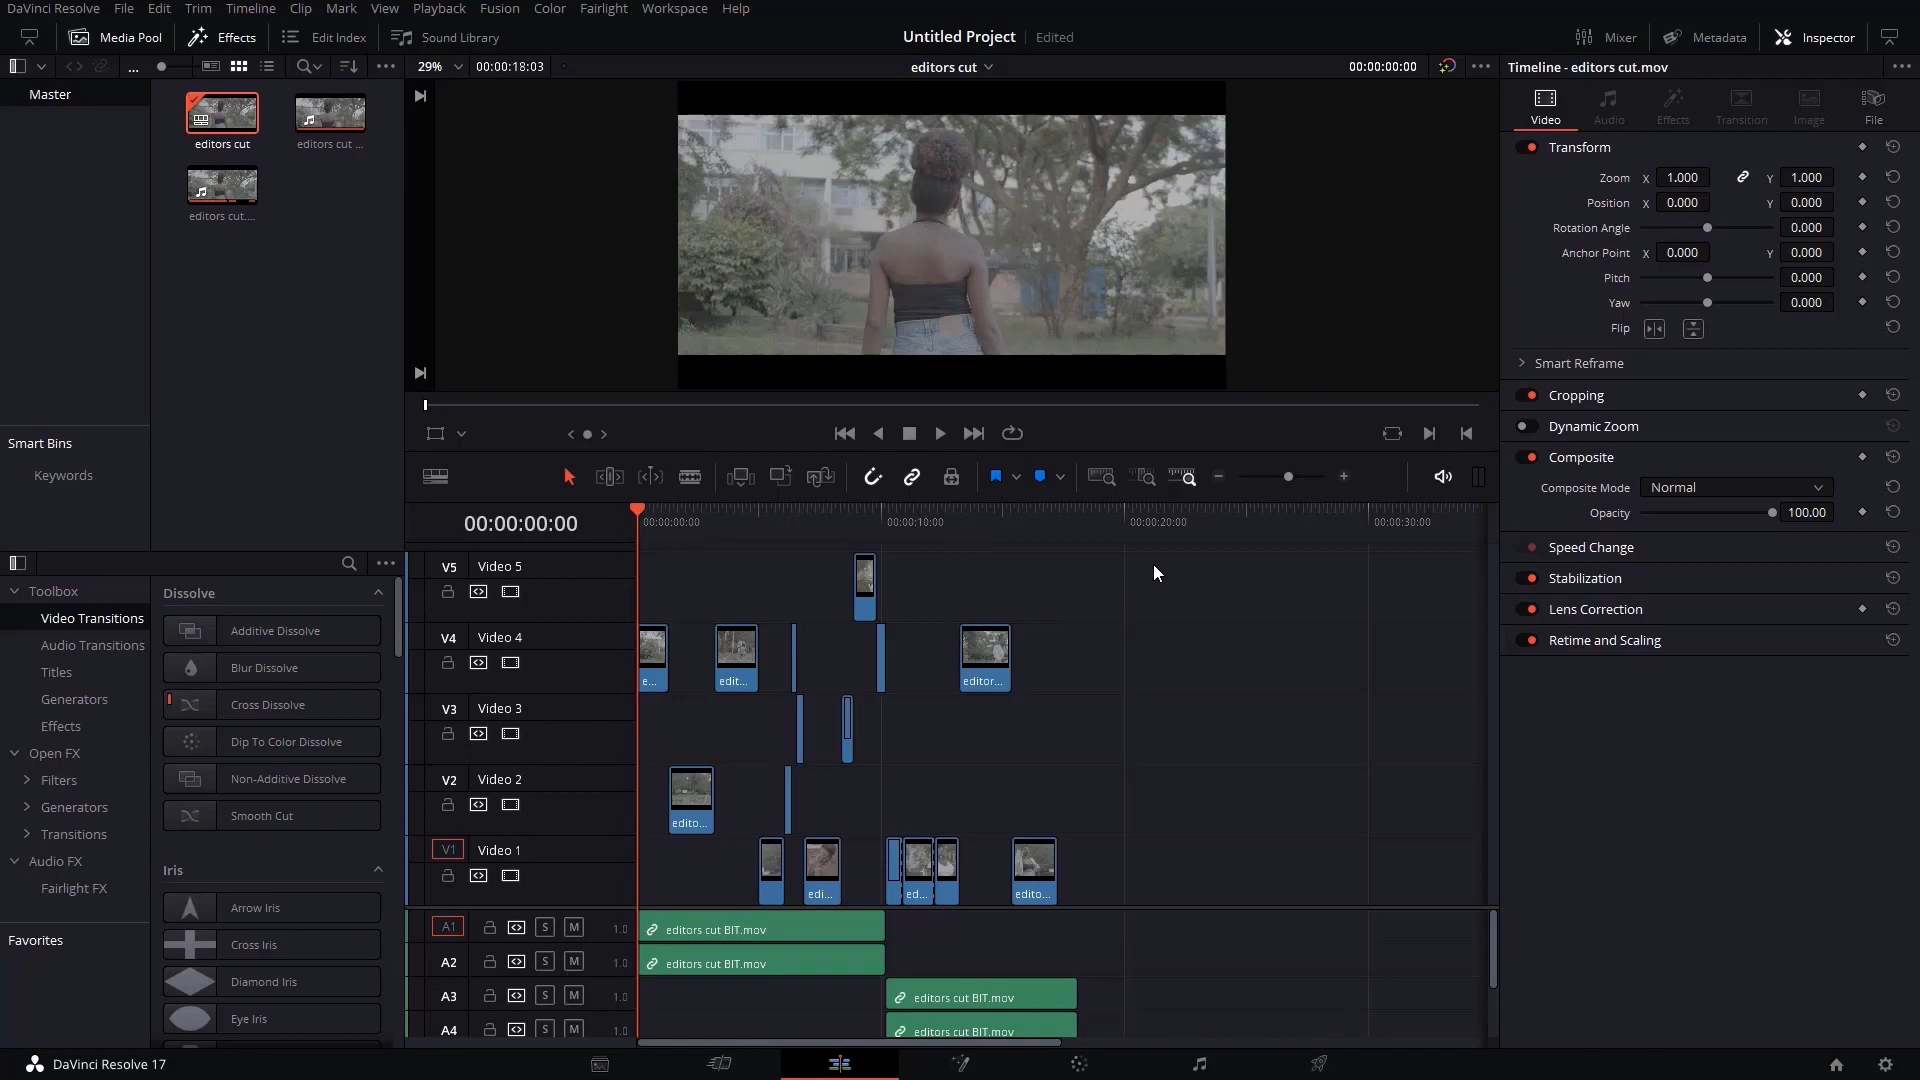 DaVinci Resolve File Edit Trim Timeline Clip Mark View Playback Fusion Color Fairlight Workspace Help
Media Pool Effects Edit Index Sound Library Untitled Project Edited Mixer Metadata Inspector
... 29% 00:00:18:03 editors cut 00:00:00:00 Timeline - editors cut.mov
Master
editors cut
editors cut ...
editors cut....
Smart Bins
Keywords
Video Audio Effects Transition Image File
Transform
Zoom X 1.000 Y 1.000
Position X 0.000 Y 0.000
Rotation Angle 0.000
Anchor Point X 0.000 Y 0.000
Pitch 0.000
Yaw 0.000
Flip
Smart Reframe
Cropping
Dynamic Zoom
Composite
Composite Mode Normal
Opacity 100.00
Speed Change
Stabilization
Lens Correction
Retime and Scaling
Toolbox
Video Transitions
Audio Transitions
Titles
Generators
Effects
Open FX
Filters
Generators
Transitions
Audio FX
Fairlight FX
Favorites
Dissolve
Additive Dissolve
Blur Dissolve
Cross Dissolve
Dip To Color Dissolve
Non-Additive Dissolve
Smooth Cut
Iris
Arrow Iris
Cross Iris
Diamond Iris
Eye Iris
00:00:00:00 00:00:00:00 00:00:10:00 00:00:20:00 00:00:30:00
V5 Video 5
V4 Video 4
e... edit... editor...
V3 Video 3
V2 Video 2
edito...
V1 Video 1
edi... ed... edito...
A1 S M 1.0 editors cut BIT.mov
A2 S M 1.0 editors cut BIT.mov
A3 S M 1.0 editors cut BIT.mov
A4 S M 1.0 editors cut BIT.mov
DaVinci Resolve 17